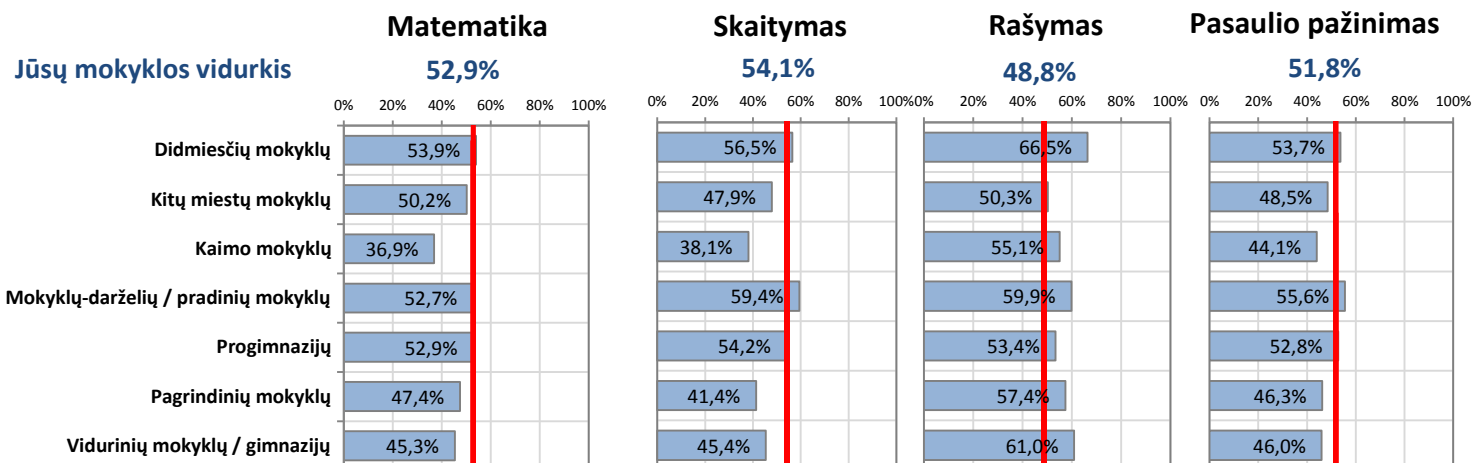 Matematika Skaitymas Rašymas Pasaulio pažinimas
Jūsų mokyklos vidurkis 52,9% 54,1% 48,8% 51,8%
0% 20% 40% 60% 80% 100% 0% 20% 40% 60% 80% 100% 0% 20% 40% 60% 80% 100% 0% 20% 40% 60% 80% 100%
Didmiesčių mokyklų 53,9% 56,5% 66,5% 53,7%
Kitų miestų mokyklų 50,2% 47,9% 50,3% 48,5%
Kaimo mokyklų 36,9% 38,1% 55,1% 44,1%
Mokyklų-darželių / pradinių mokyklų 52,7% 59,4% 59,9% 55,6%
Progimnazijų 52,9% 54,2% 53,4% 52,8%
Pagrindinių mokyklų 47,4% 41,4% 57,4% 46,3%
Vidurinių mokyklų / gimnazijų 45,3% 45,4% 61,0% 46,0%